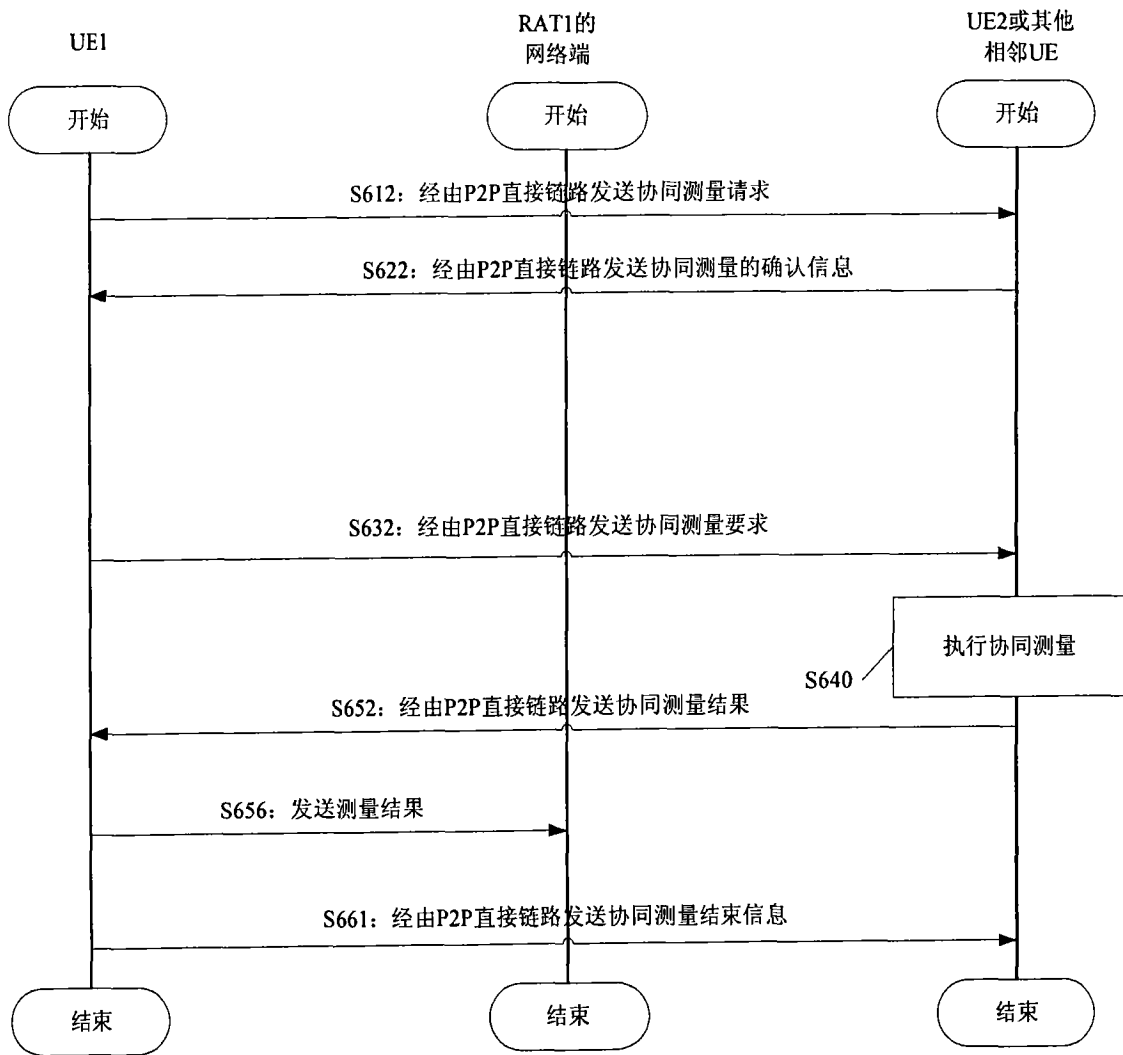 UE1
RAT1的
网络端
UE2或其他
相邻UE
开始
开始
开始
S612：经由P2P直接链路发送协同测量请求
S622：经由P2P直接链路发送协同测量的确认信息
S632：经由P2P直接链路发送协同测量要求
执行协同测量
S640
S652：经由P2P直接链路发送协同测量结果
S656：发送测量结果
S661：经由P2P直接链路发送协同测量结束信息
结束
结束
结束